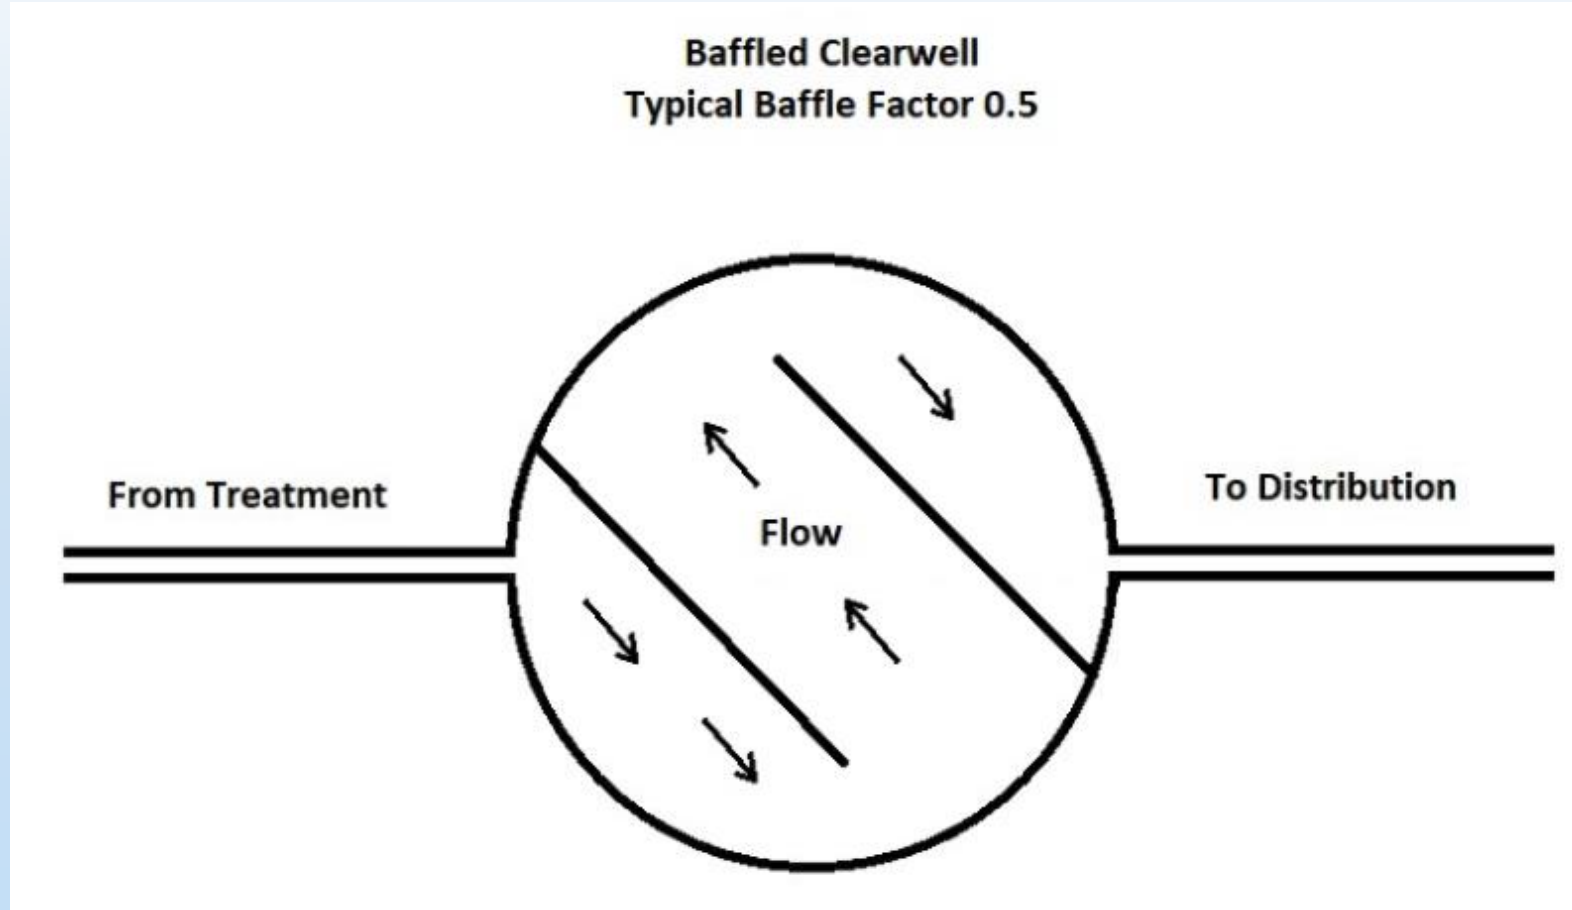 Baffled Clearwell
Typical Baffle Factor 0.5
From Treatment
To Distribution
Flow